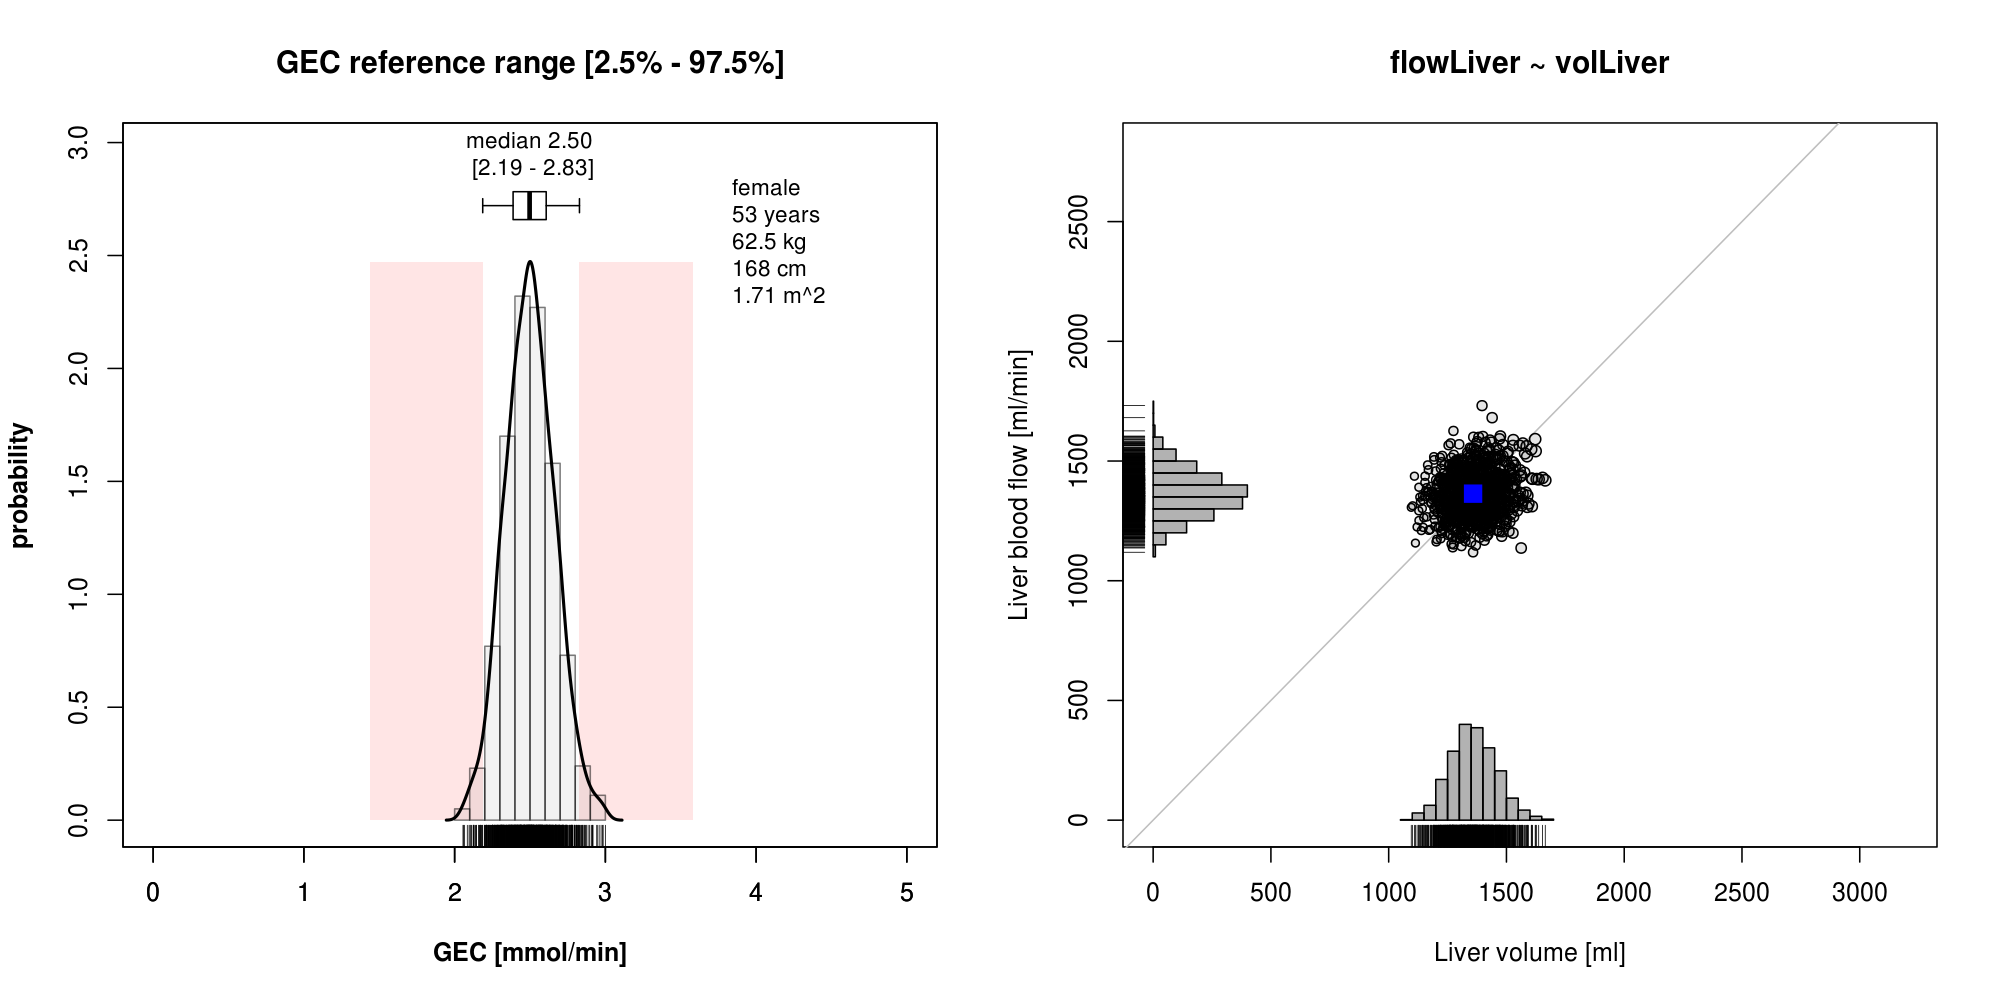 GEC reference range [2.5% - 97.5%]
median 2.50
[2.19 - 2.83]
female
53 years
62.5 kg
168 cm
1.71 m^2
probability
3.0
2.5
2.0
1.5
1.0
0.5
0.0
0 1 2 3 4 5
GEC [mmol/min]
flowLiver ~ volLiver
Liver blood flow [ml/min]
2500
2000
1500
1000
500
0
0 500 1000 1500 2000 2500 3000
Liver volume [ml]